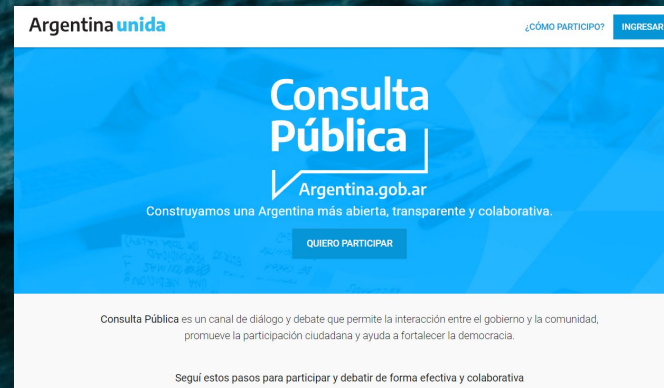 Argentina unida
¿CÓMO PARTICIPO?
INGRESAR
Consulta
Pública
Argentina.gob.ar
Construyamos una Argentina más abierta, transparente y colaborativa.
QUIERO PARTICIPAR
Consulta Pública es un canal de diálogo y debate que permite la interacción entre el gobierno y la comunidad,
promueve la participación ciudadana y ayuda a fortalecer la democracia.
Seguí estos pasos para participar y debatir de forma efectiva y colaborativa